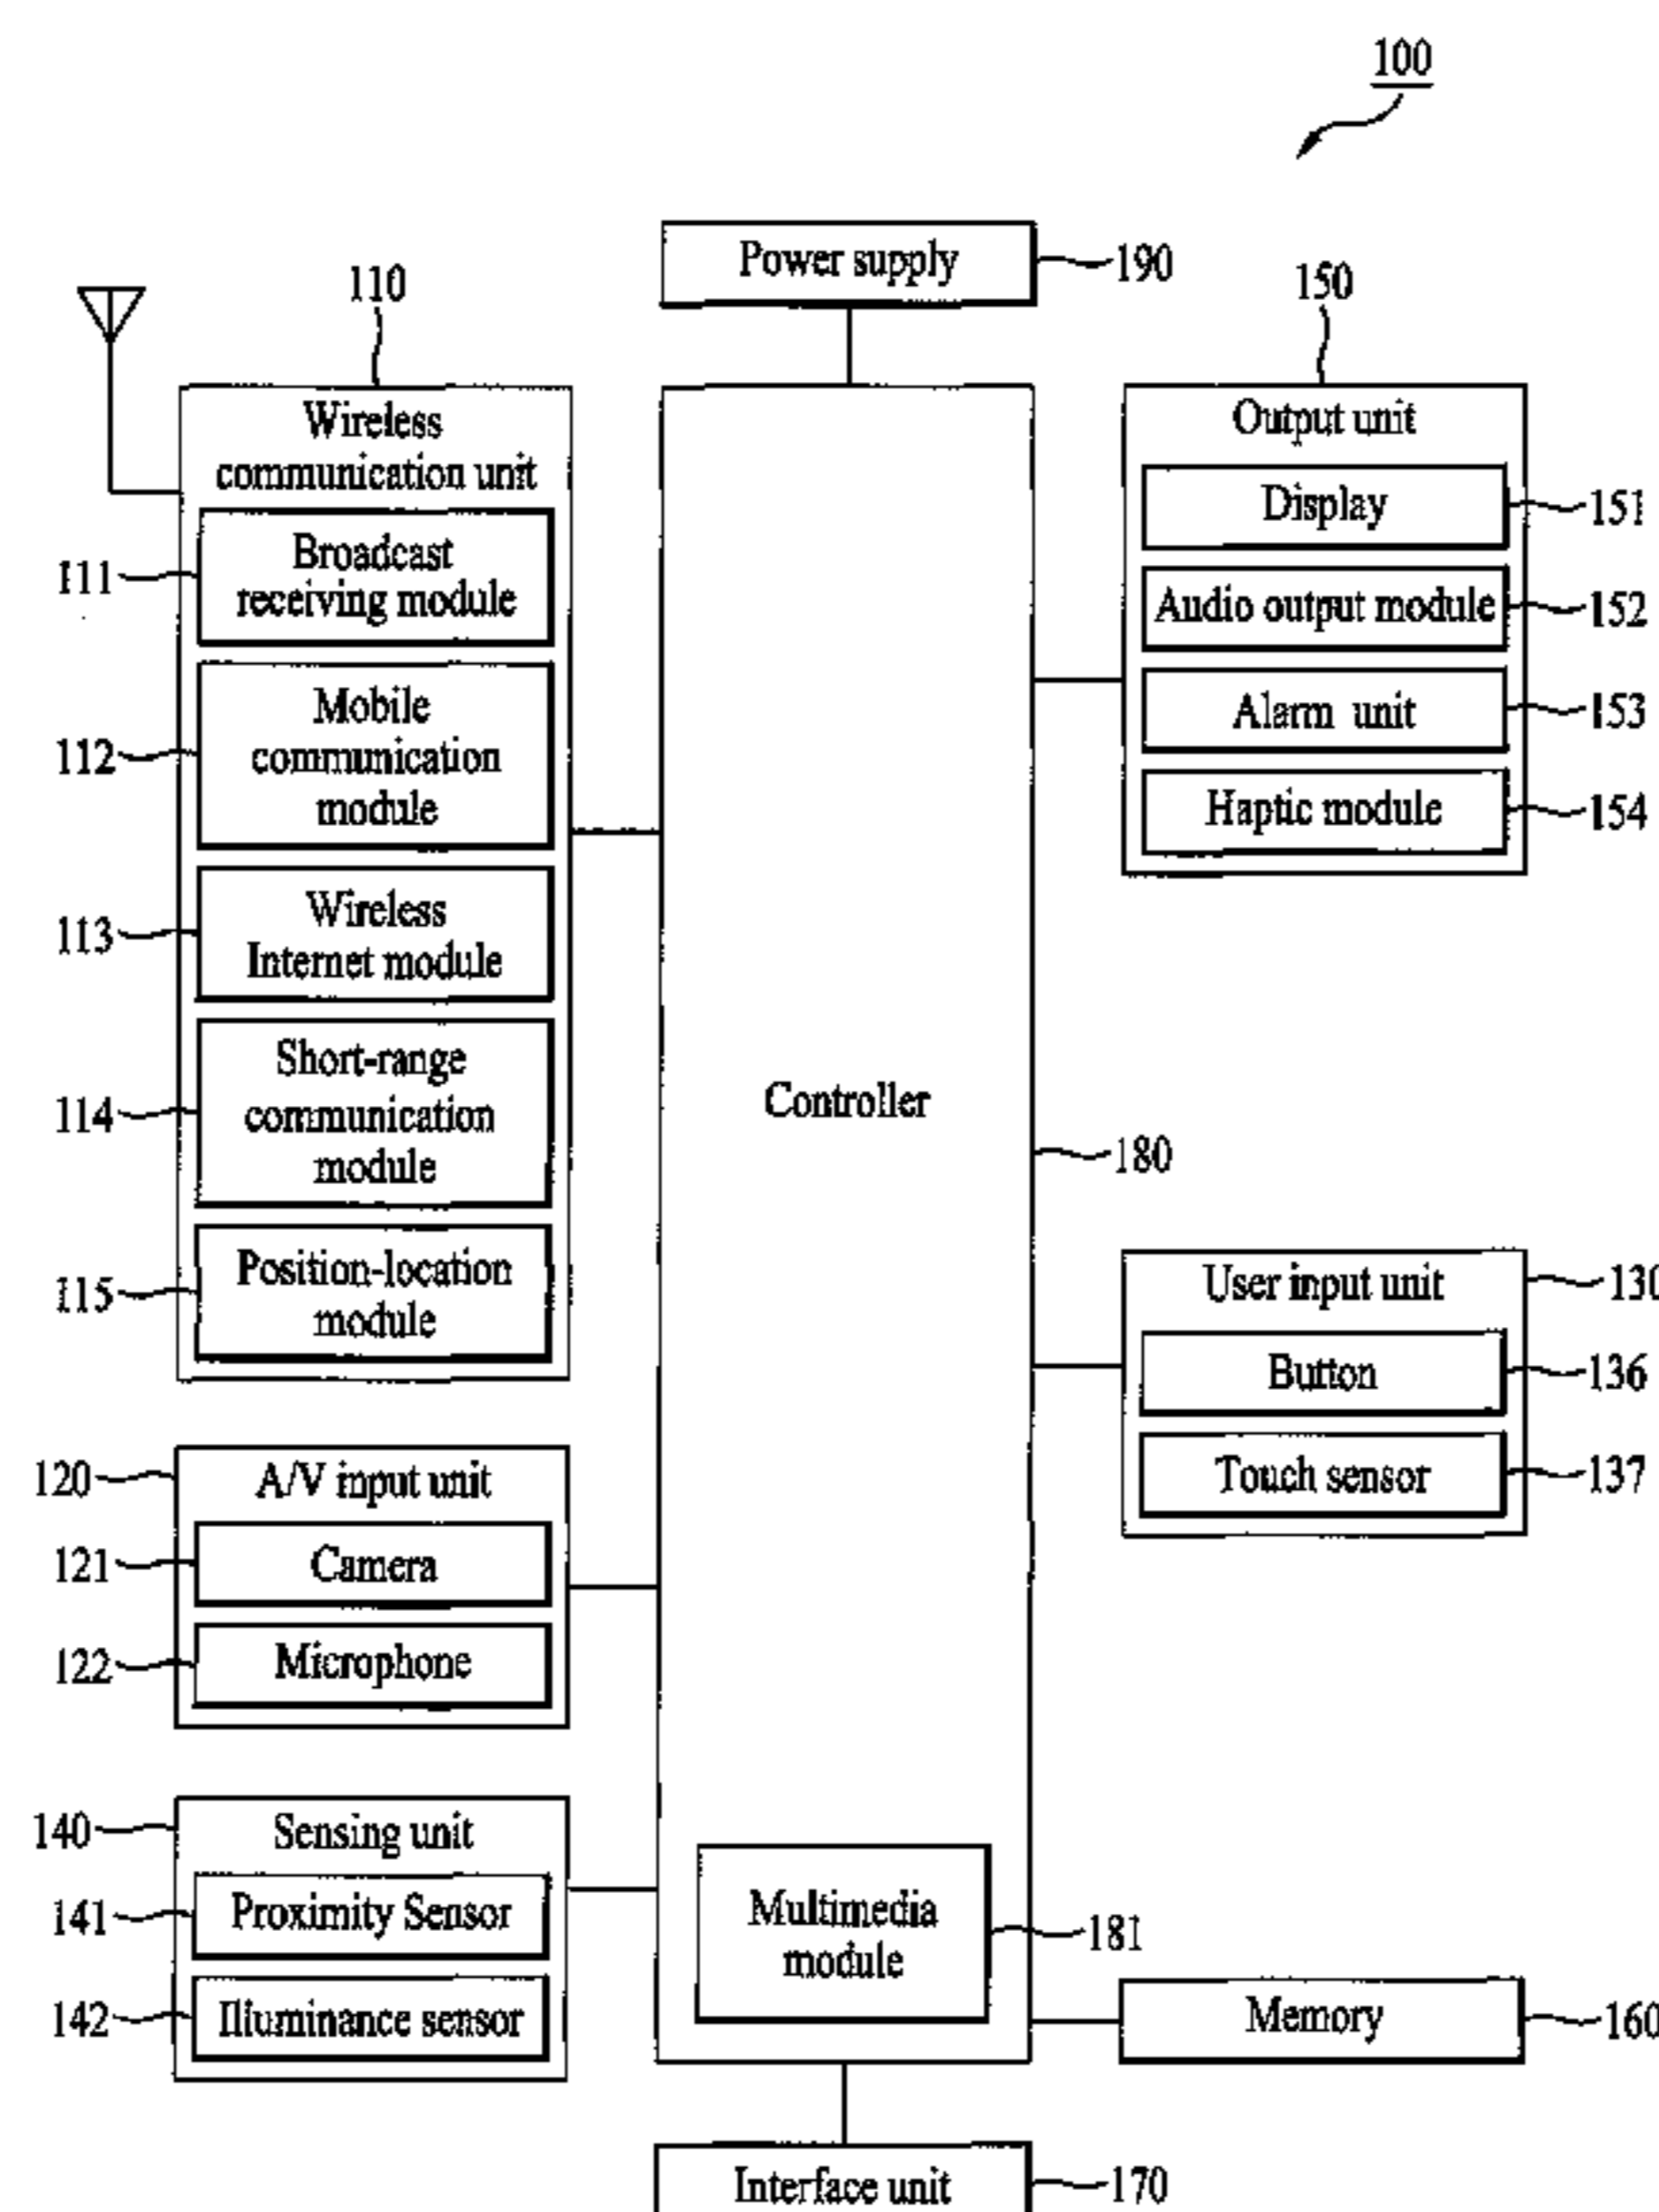 100
Power supply
190
110
Wireless
communication unit
111
Broadcast
receiving module
112
Mobile
communication
module
113
Wireless
Internet module
114
Short-range
communication
module
115
Position-location
module
120
A/V input unit
121
Camera
122
Microphone
140
Sensing unit
141
Proximity Sensor
142
Illuminance sensor
Controller
180
Multimedia
module
181
150
Output unit
Display
151
Audio output module
152
Alarm unit
153
Haptic module
154
User input unit
130
Button
136
Touch sensor
137
Memory
160
Interface unit
170